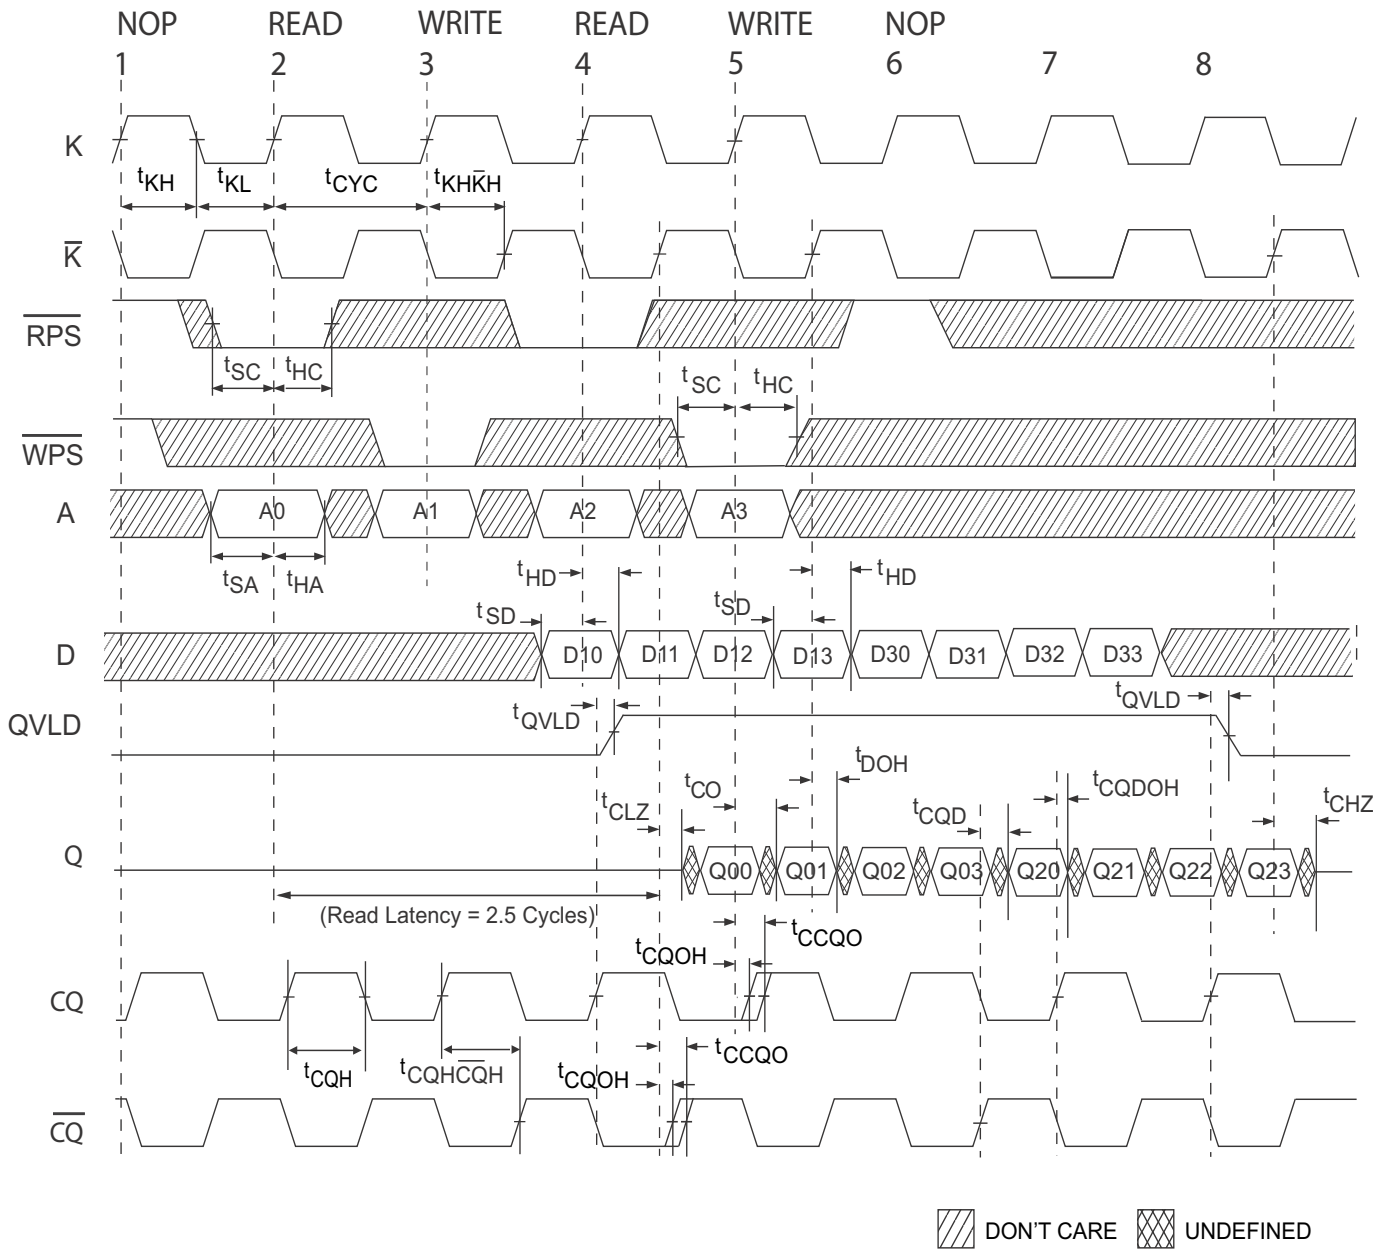 NOP READ WRITE READ WRITE NOP
1 2 3 4 5 6 7 8
K
tKH tKL tCYC tKHK̅H
K̅
R̅P̅S̅
tSC tHC
tSC tHC
W̅P̅S̅
A A0 A1 A2 A3
tSA tHA
tHD tHD
tSD tSD
D D10 D11 D12 D13 D30 D31 D32 D33
tQVLD tQVLD
QVLD
tDOH
tCO tCQDOH
tCLZ tCQD tCHZ
Q Q00 Q01 Q02 Q03 Q20 Q21 Q22 Q23
(Read Latency = 2.5 Cycles)
tCCQO
tCQOH
CQ
tCCQO
tCQH tCQHC̅Q̅H tCQOH
C̅Q̅
DON'T CARE UNDEFINED